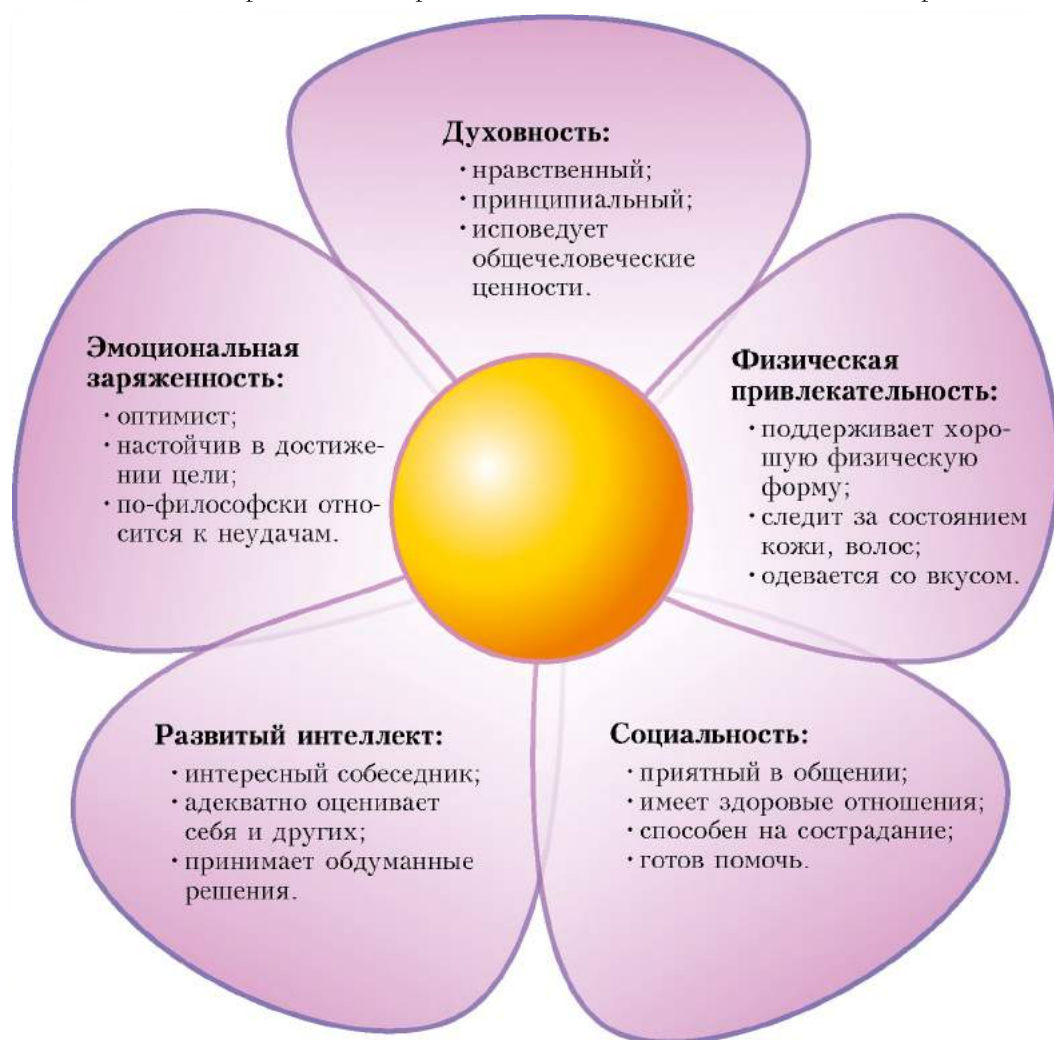 Духовность:
· нравственный;
· принципиальный;
· исповедует
общечеловеческие
ценности.
Эмоциональная
заряженность:
· оптимист;
· настойчив в достиже-
нии цели;
· по-философски отно-
сится к неудачам.
Физическая
привлекательность:
· поддерживает хоро-
шую физическую
форму;
· следит за состоянием
кожи, волос;
· одевается со вкусом.
Развитый интеллект:
· интересный собеседник;
· адекватно оценивает
себя и других;
· принимает обдуманные
решения.
Социальность:
· приятный в общении;
· имеет здоровые отношения;
· способен на сострадание;
· готов помочь.